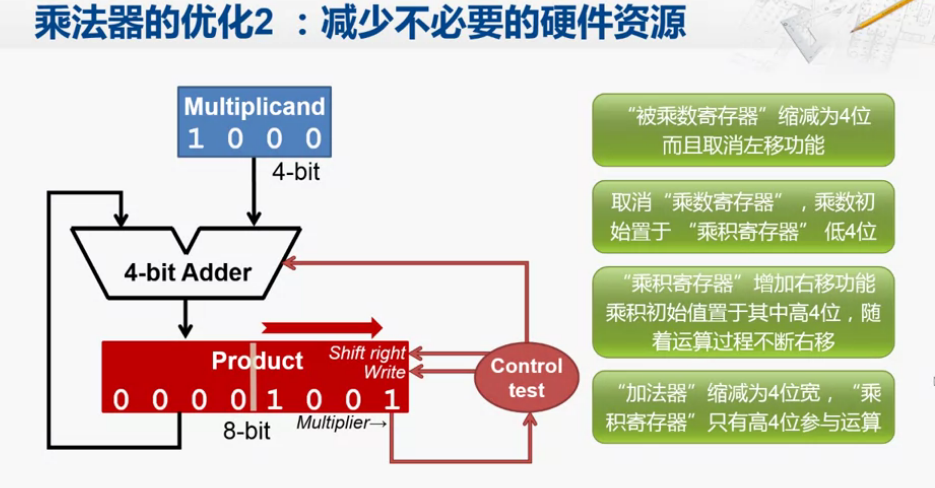 乘法器的优化2 ：减少不必要的硬件资源
Multiplicand
1 0 0 0
4-bit
4-bit Adder
Product
Shift right
Write
0 0 0 0 1 0 0 1
8-bit
Multiplier→
Control
test
“被乘数寄存器”缩减为4位
而且取消左移功能
取消“乘数寄存器”，乘数初
始置于 “乘积寄存器” 低4位
“乘积寄存器”增加右移功能
乘积初始值置于其中高4位，随
着运算过程不断右移
“加法器”缩减为4位宽，“乘
积寄存器”只有高4位参与运算